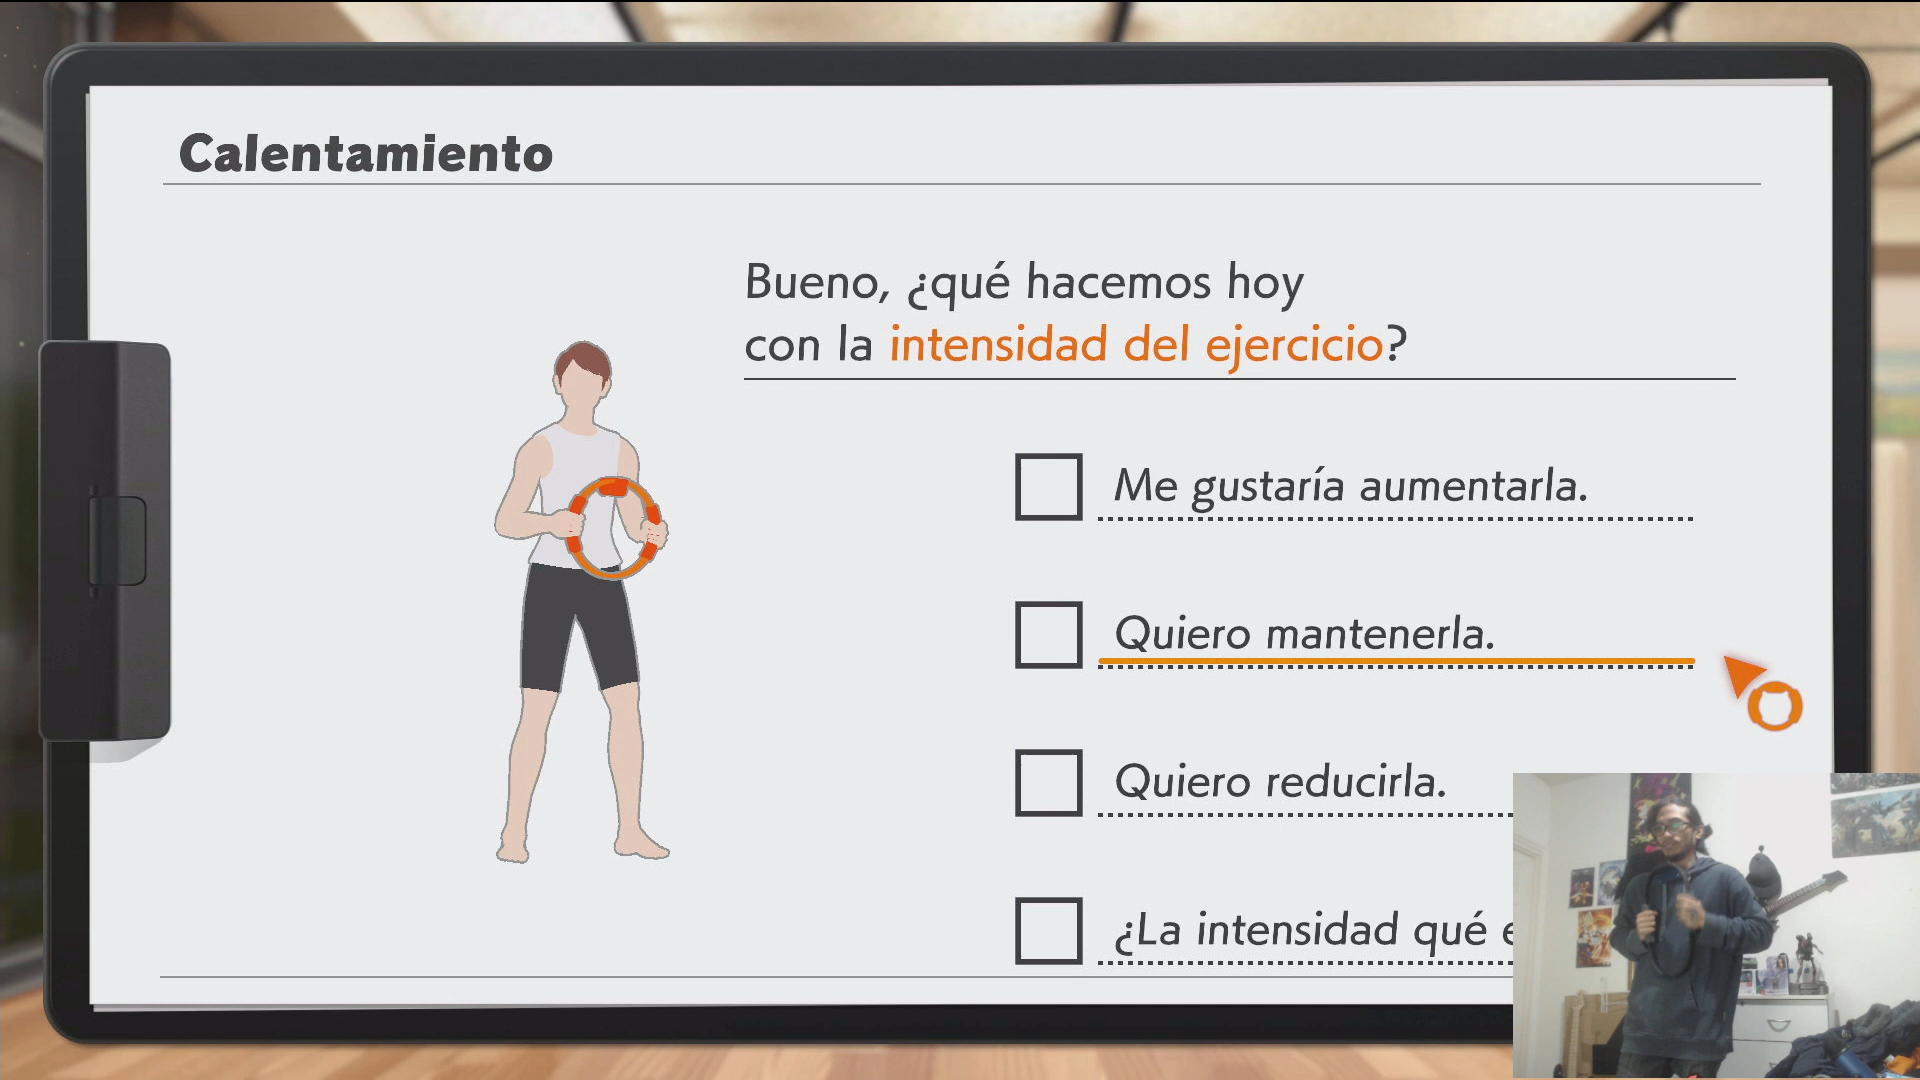 Calentamiento
Bueno, ¿qué hacemos hoy
con la intensidad del ejercicio?
Me gustaría aumentarla.
Quiero mantenerla.
Quiero reducirla.
¿La intensidad qué